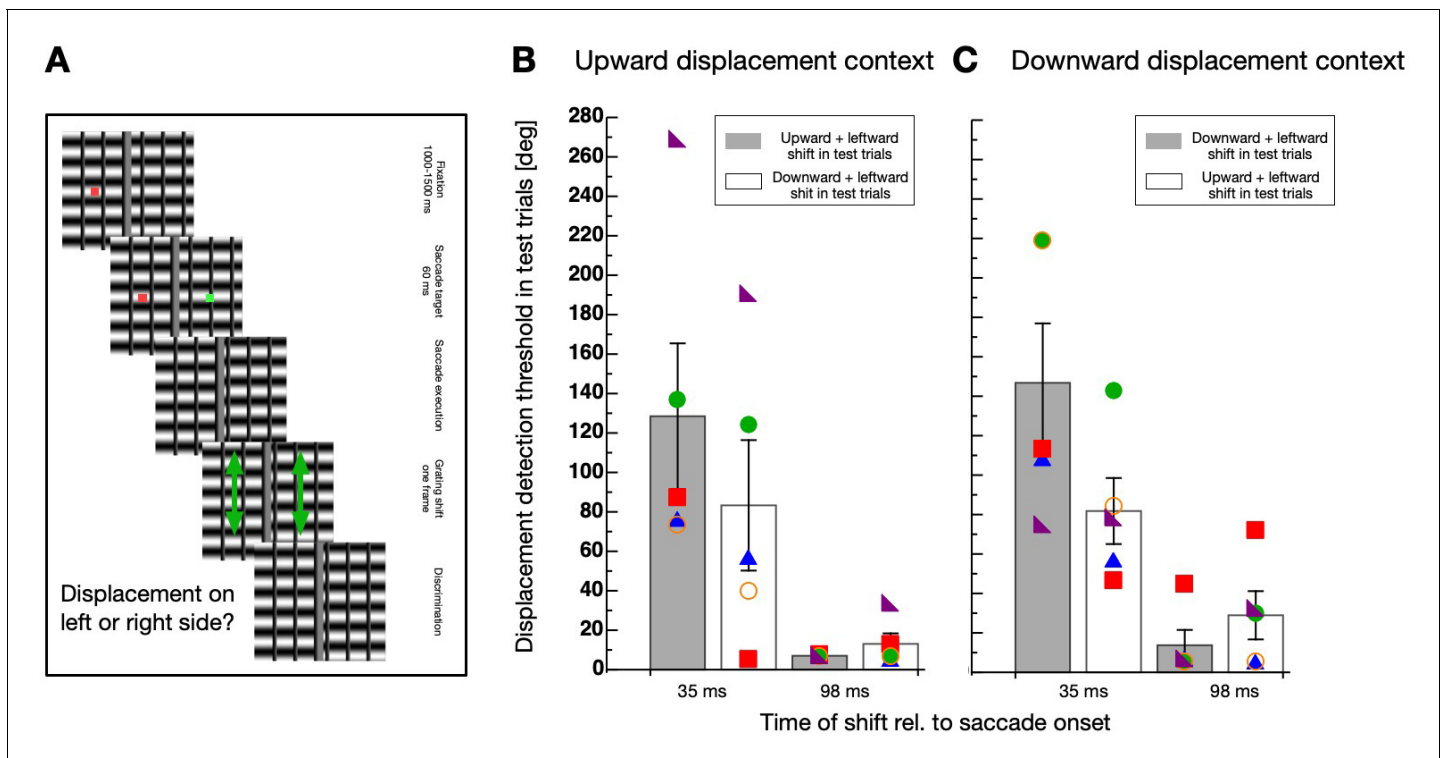 A
Fixation
1000-1500 ms
Saccade target
60 ms
Saccade execution
Grating shift
one frame
Discrimination
Displacement on
left or right side?
B
Upward displacement context
Displacement detection threshold in test trials [deg]
280
260
240
220
200
180
160
140
120
100
80
60
40
20
0
Upward + leftward
shift in test trials
Downward + leftward
shit in test trials
35 ms
98 ms
C
Downward displacement context
Downward + leftward
shift in test trials
Upward + leftward
shift in test trials
35 ms
98 ms
Time of shift rel. to saccade onset